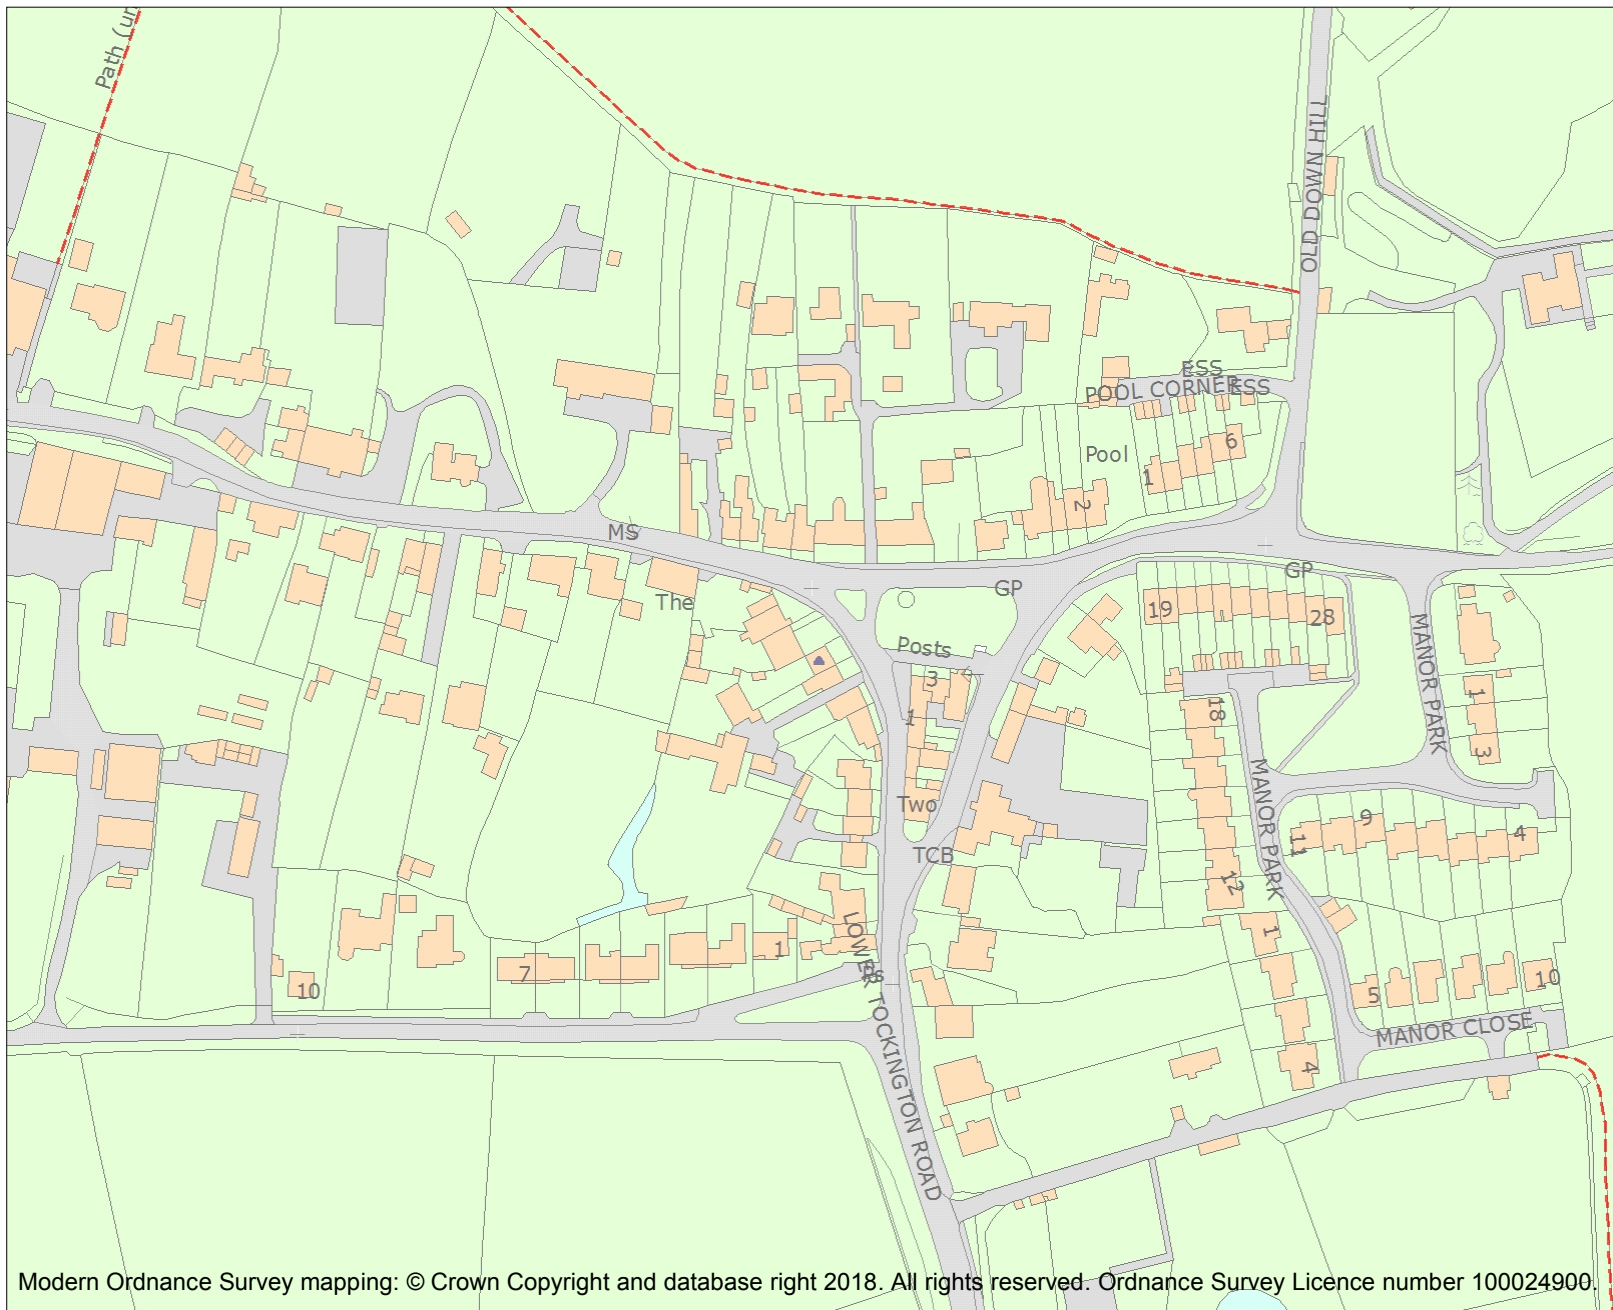 Path (un
OLD DOWN HILL
ESS
POOL CORNER
ESS
Pool
6
1
2
MS
GP
GP
The
19
28
Posts
3
1
MANOR PARK
1
3
18
MANOR PARK
Two
TCB
9
11
4
12
LOWER TOCKINGTON ROAD
1
1
7
10
5
10
MANOR CLOSE
4
Modern Ordnance Survey mapping: © Crown Copyright and database right 2018. All rights reserved. Ordnance Survey Licence number 100024900.